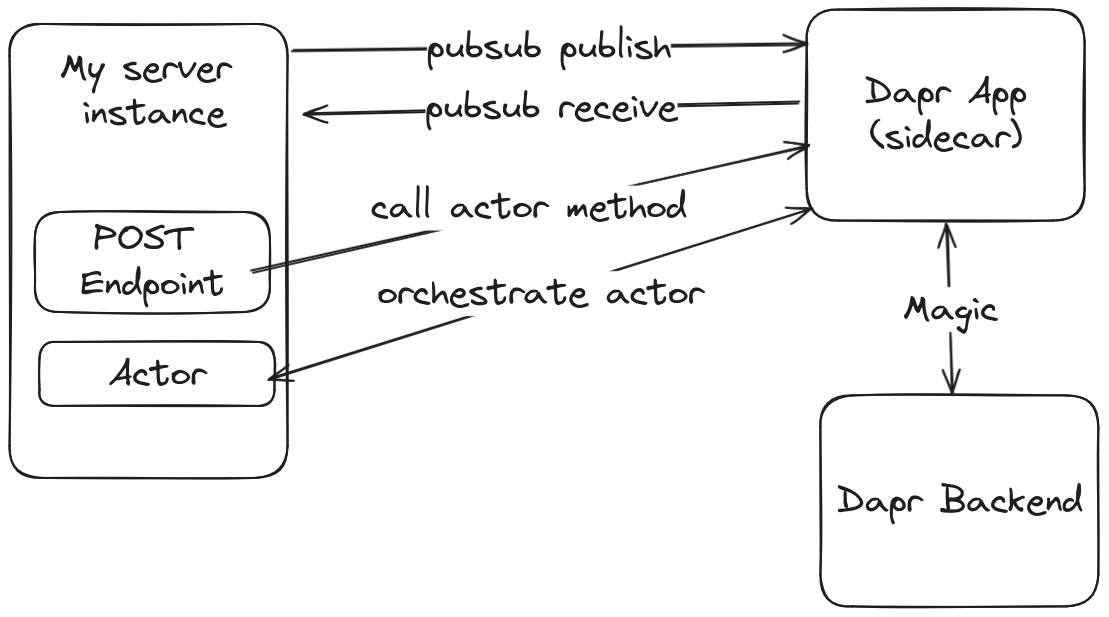 My server
instance
pubsub publish
pubsub receive
Dapr App
(sidecar)
call actor method
POST
Endpoint
orchestrate actor
Magic
Actor
Dapr Backend